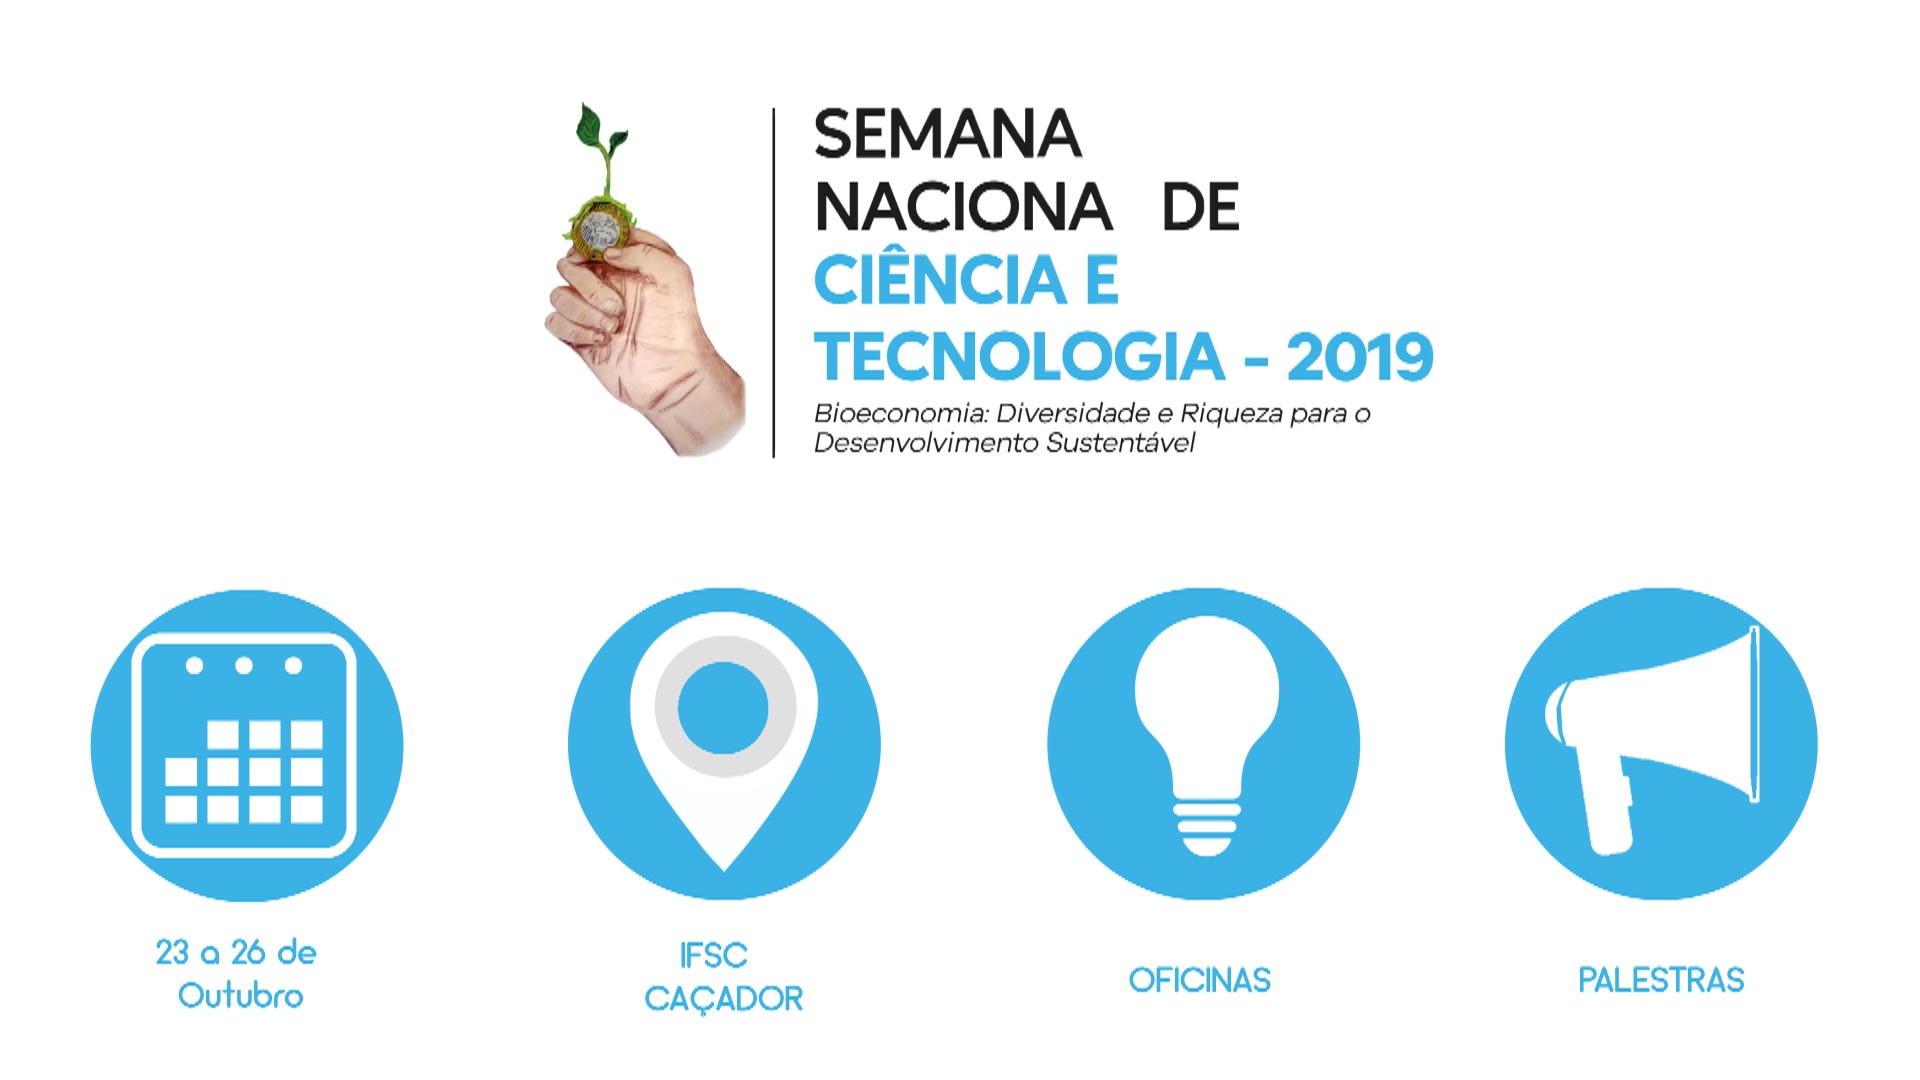 SEMANA
NACIONA DE
CIÊNCIA E
TECNOLOGIA - 2019
Bioeconomia: Diversidade e Riqueza para o
Desenvolvimento Sustentável
23 a 26 de
Outubro
IFSC
CAÇADOR
OFICINAS
PALESTRAS